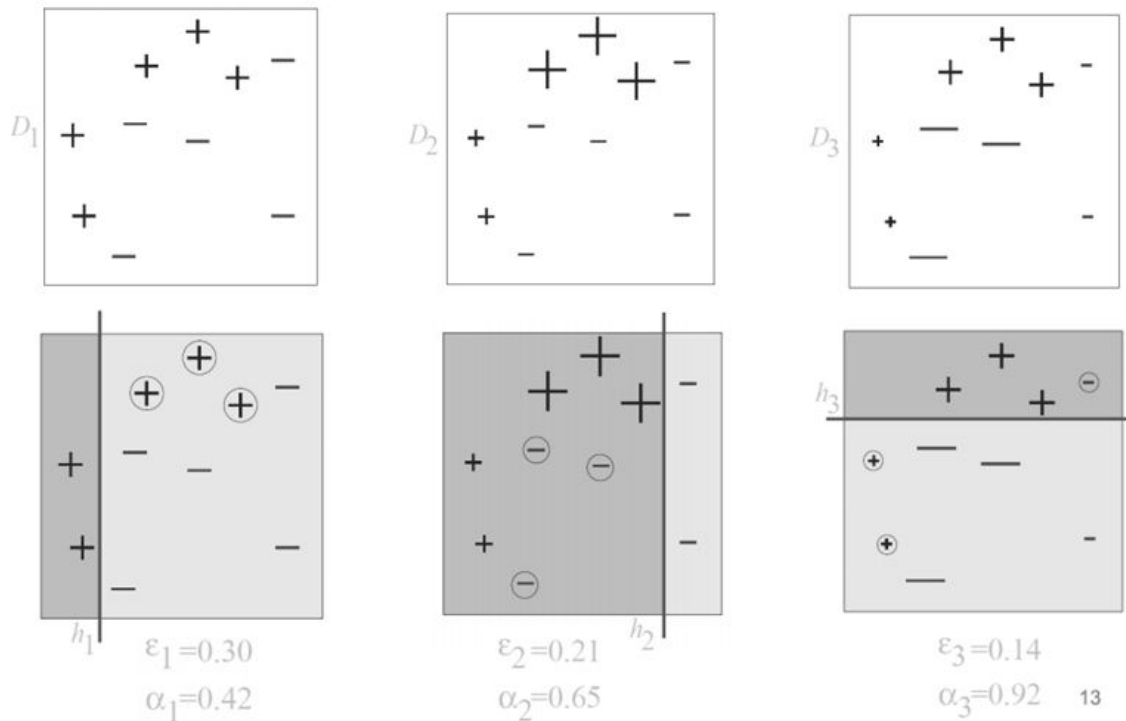 D₁ D₂ D₃
h₃
h₁ h₂
ε₁=0.30 ε₂=0.21 ε₃=0.14
α₁=0.42 α₂=0.65 α₃=0.92 13